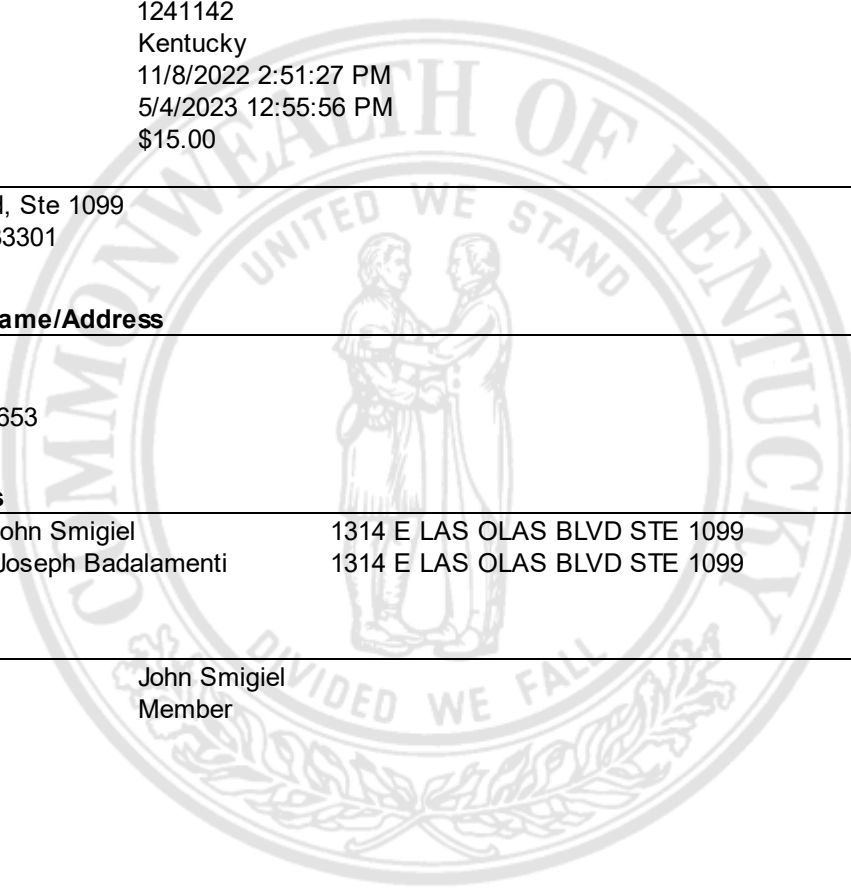 1241142
Kentucky
11/8/2022 2:51:27 PM
5/4/2023 12:55:56 PM
$15.00
, Ste 1099
33301
ame/Address
653
s
ohn Smigiel 1314 E LAS OLAS BLVD STE 1099
Joseph Badalamenti 1314 E LAS OLAS BLVD STE 1099
John Smigiel
Member
COMMONWEALTH OF KENTUCKY
UNITED WE STAND
DIVIDED WE FALL